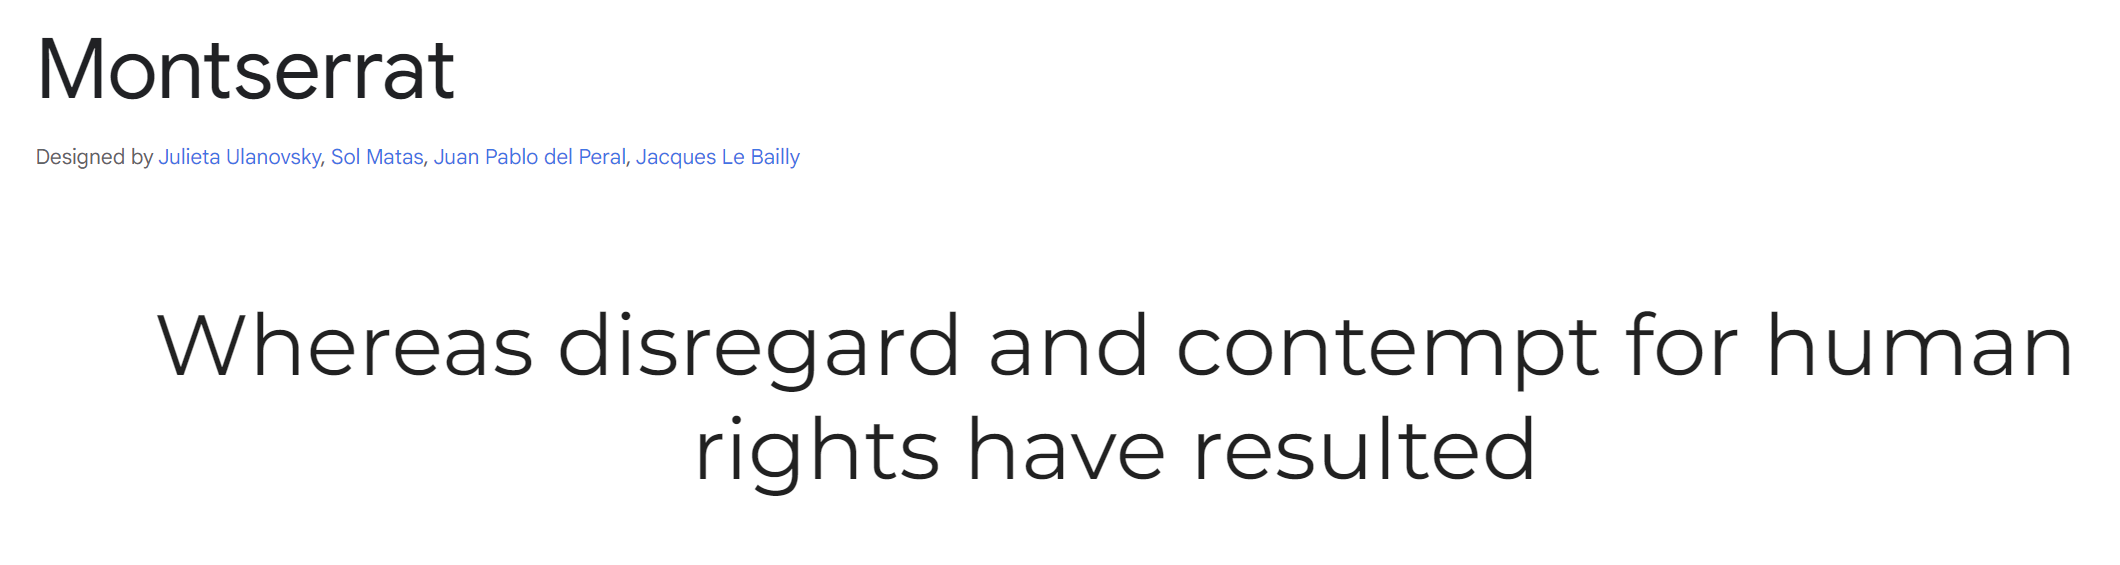 Montserrat
Designed by Julieta Ulanovsky, Sol Matas, Juan Pablo del Peral, Jacques Le Bailly
Whereas disregard and contempt for human
rights have resulted